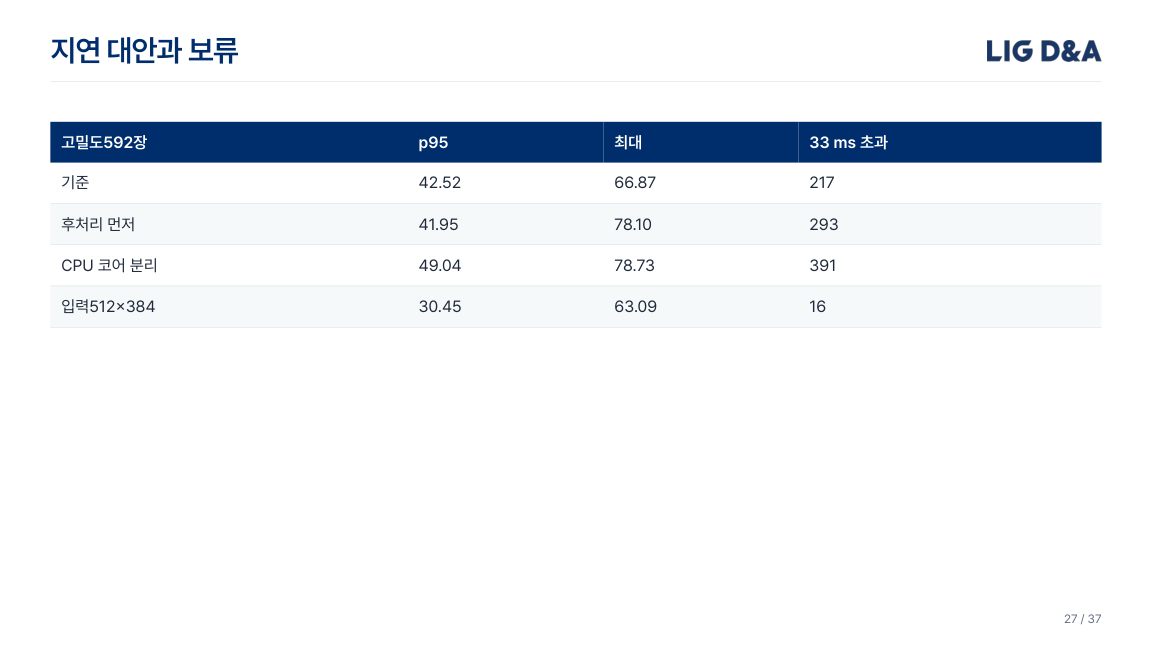 지연 대안과 보류
LIG D&A
고밀도592장 p95 최대 33 ms 초과
기준 42.52 66.87 217
후처리 먼저 41.95 78.10 293
CPU 코어 분리 49.04 78.73 391
입력512×384 30.45 63.09 16
27 / 37